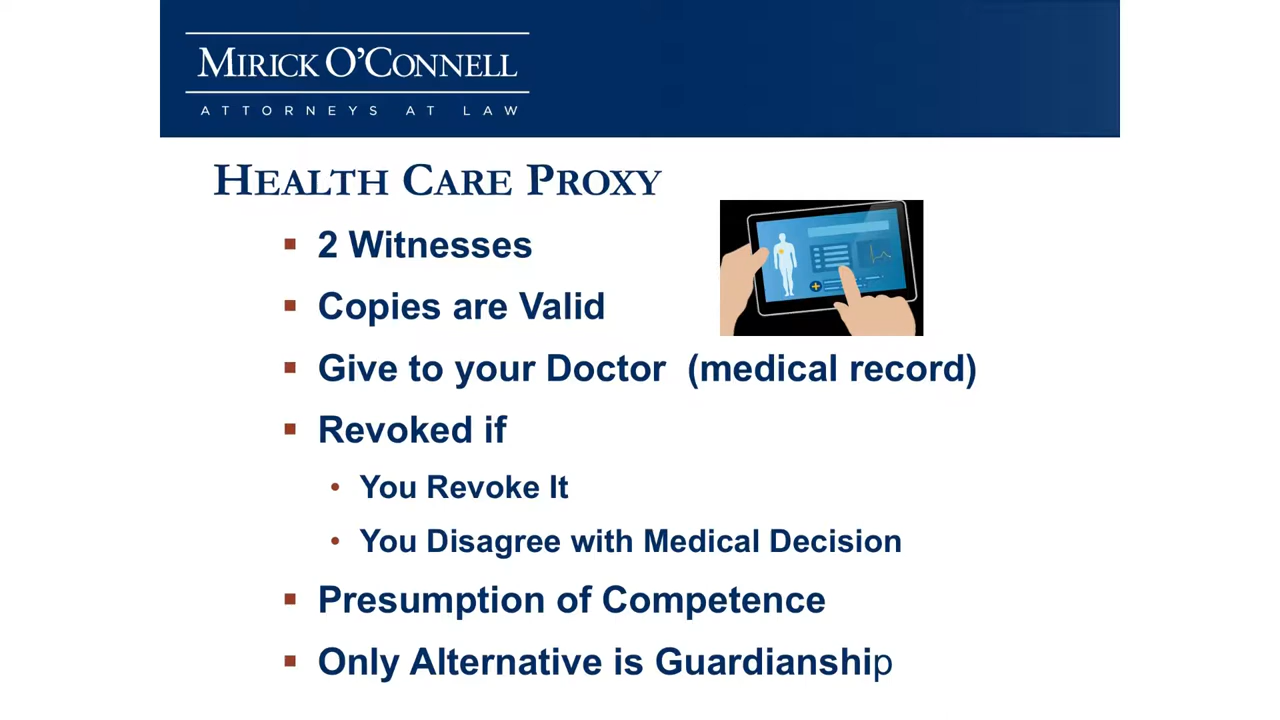 MIRICK O'CONNELL
ATTORNEYS AT LAW
HEALTH CARE PROXY
2 Witnesses
Copies are Valid
Give to your Doctor (medical record)
Revoked if
You Revoke It
You Disagree with Medical Decision
Presumption of Competence
Only Alternative is Guardianship